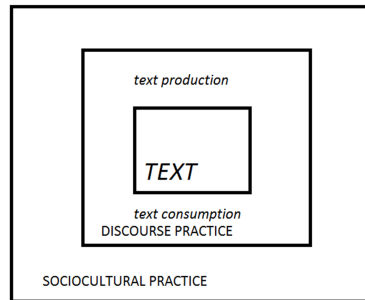 text production
TEXT
text consumption
DISCOURSE PRACTICE
SOCIOCULTURAL PRACTICE